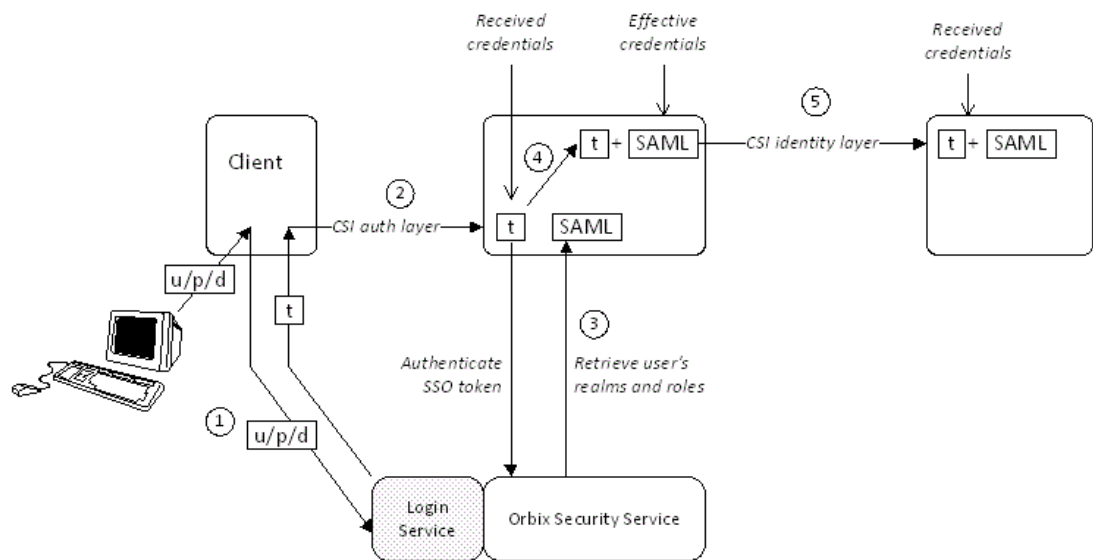 Received
credentials
Effective
credentials
Received
credentials
5
Client
4
t + SAML
CSI identity layer
t + SAML
2
CSI auth layer
t
SAML
u/p/d
t
3
Authenticate
SSO token
Retrieve user's
realms and roles
1
u/p/d
Login
Service
Orbix Security Service